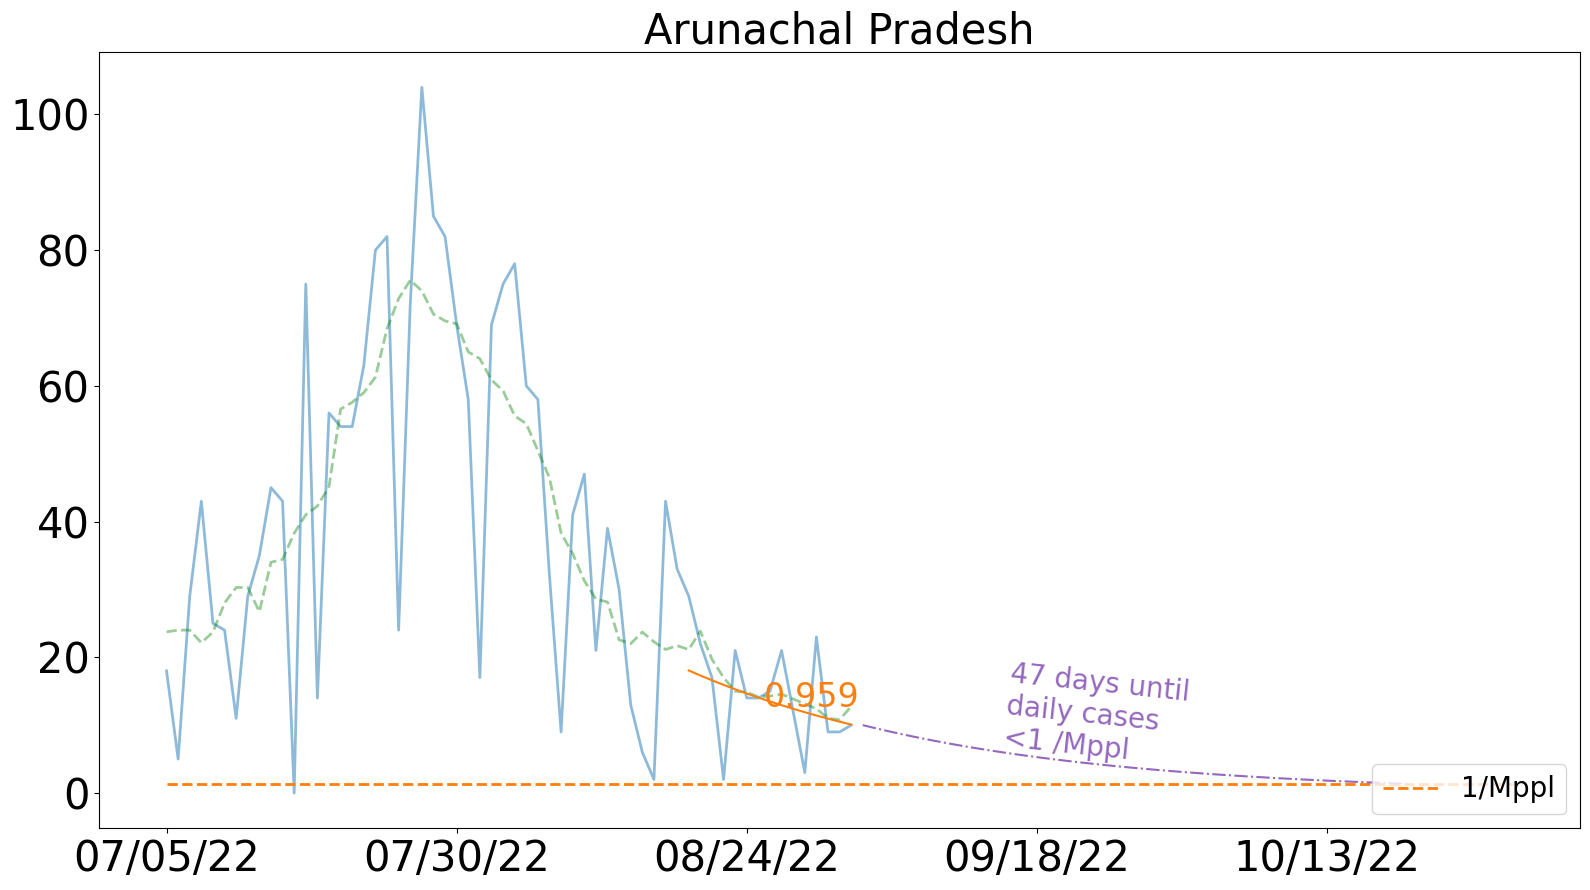 Arunachal Pradesh
100
80
60
40
20
0
0.959
47 days until
daily cases
<1 /Mppl
1/Mppl
07/05/22
07/30/22
08/24/22
09/18/22
10/13/22